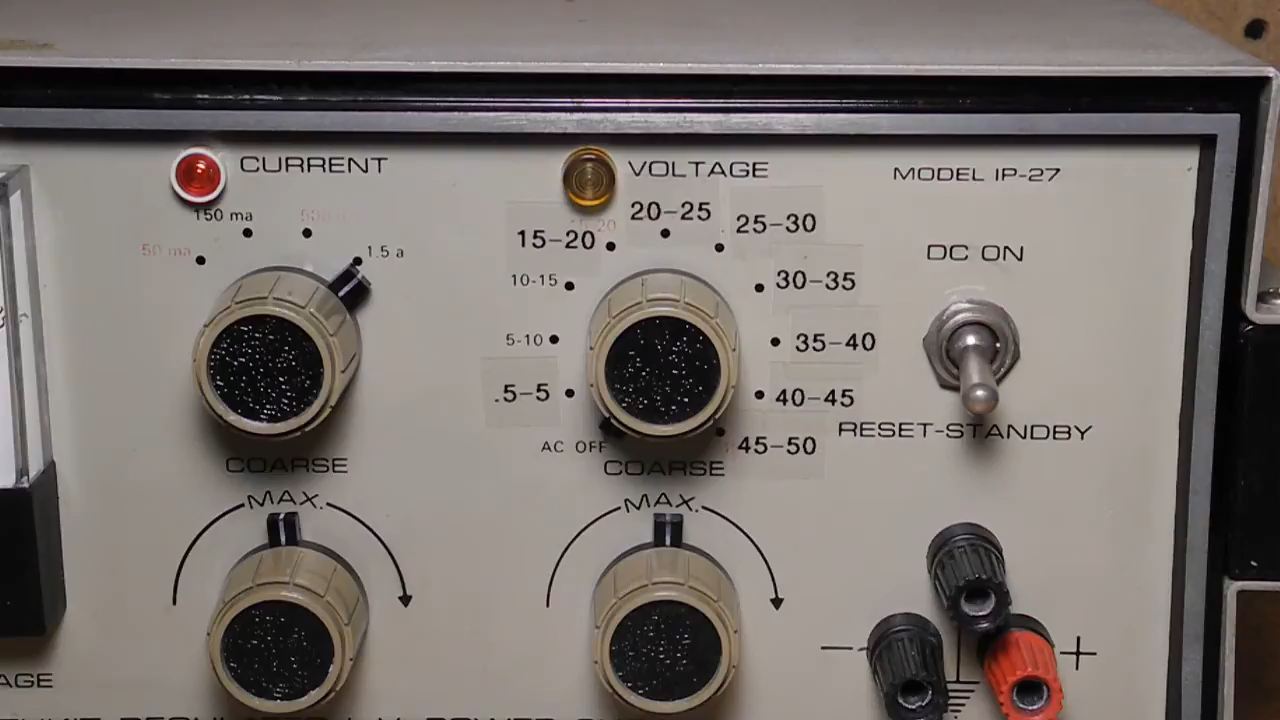 CURRENT
VOLTAGE
MODEL IP-27
50 ma
150 ma
1.5 a
AC OFF
.5–5
5-10
10-15
15–20
15-20
20–25
25–30
30–35
35–40
40–45
45–50
DC ON
RESET-STANDBY
COARSE
COARSE
MAX.
MAX.
–
+